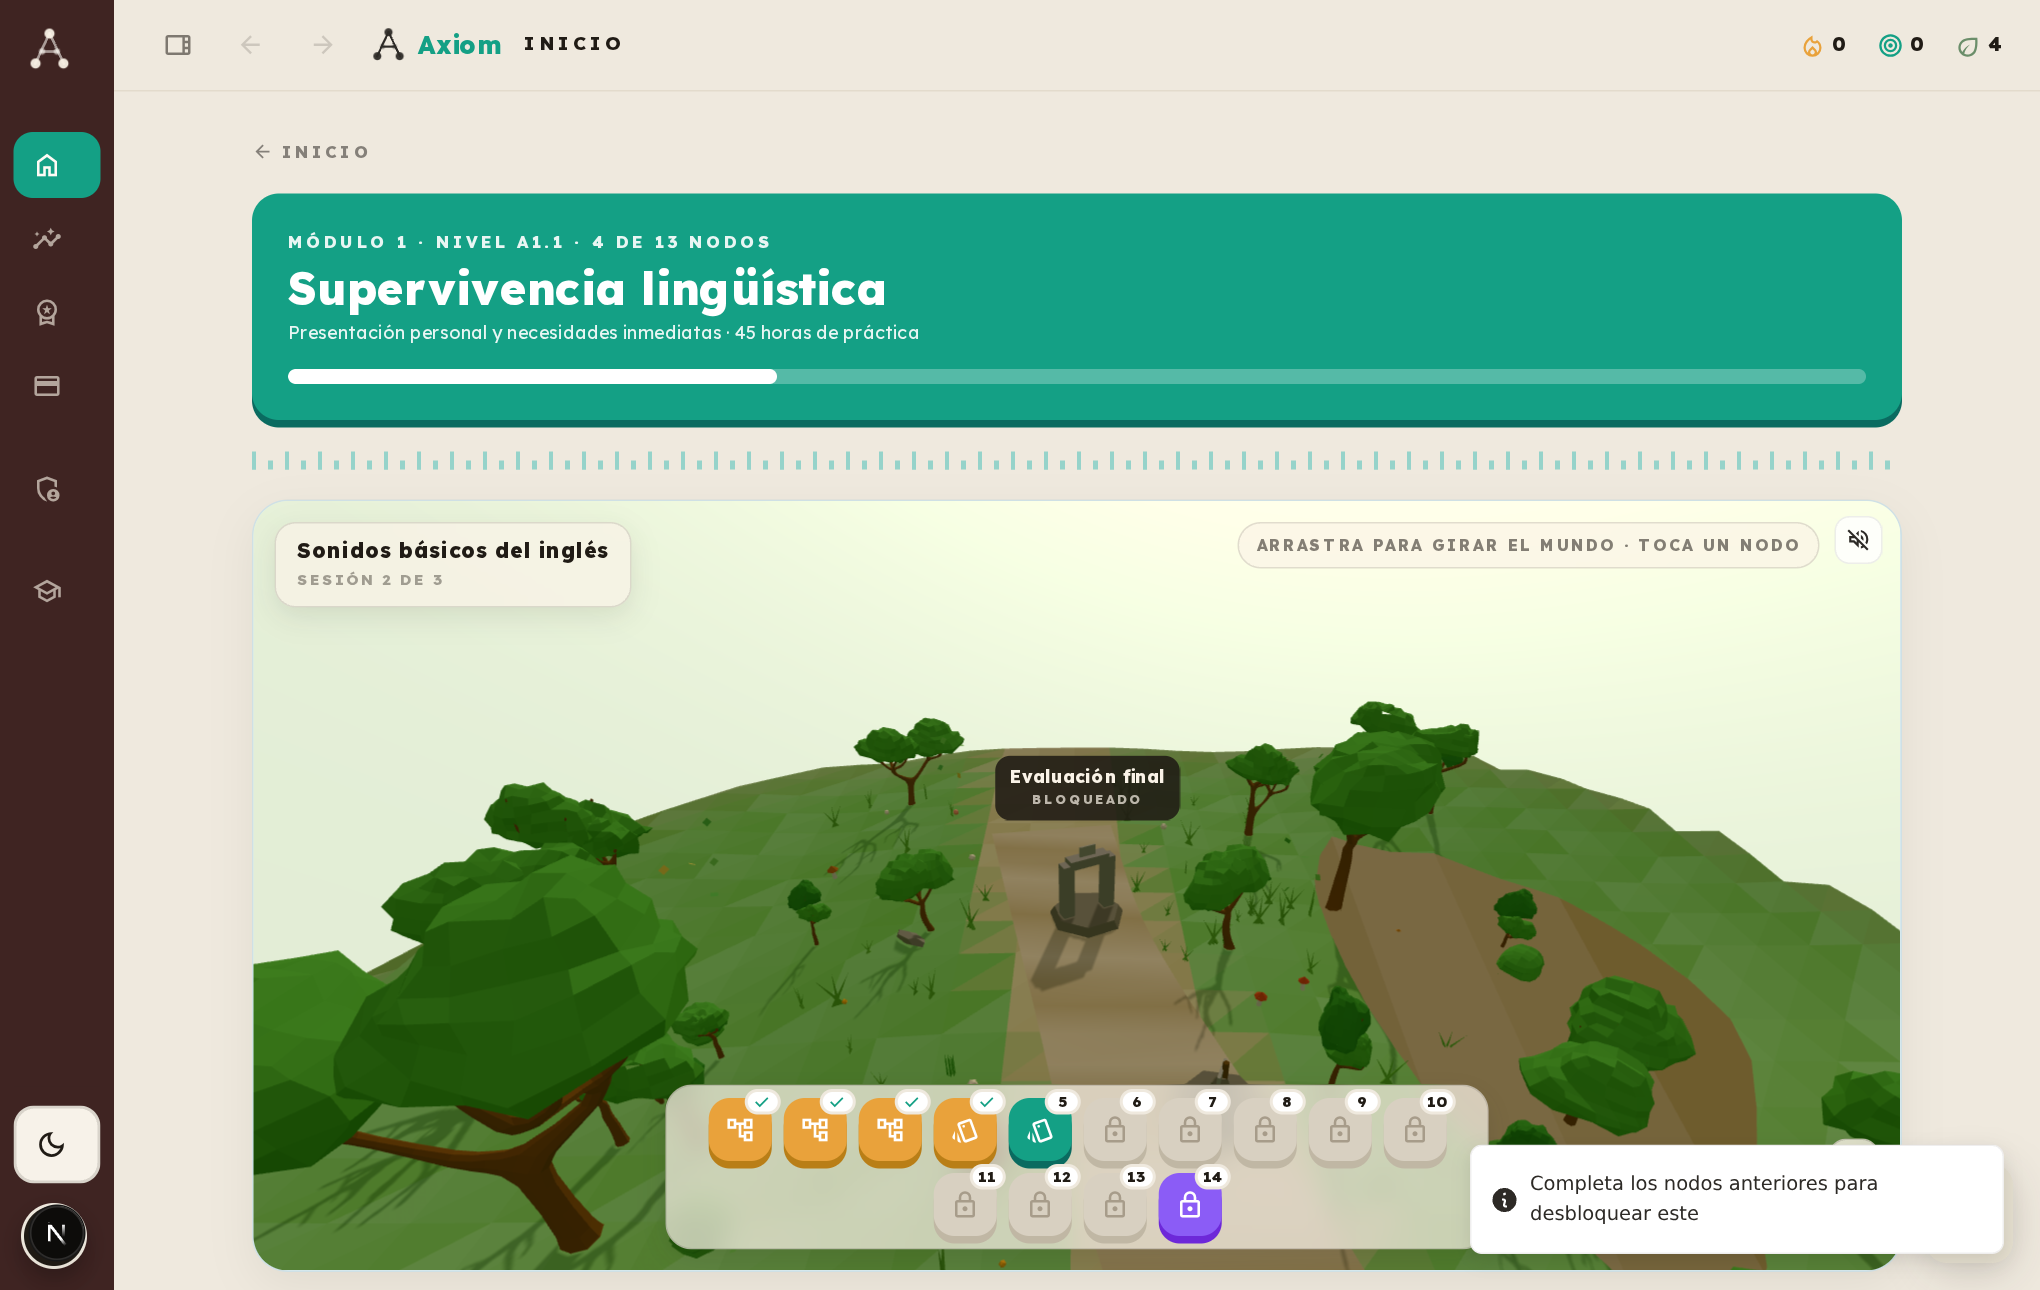 Axiom
INICIO
0
0
4
INICIO
MÓDULO 1 · NIVEL A1.1 · 4 DE 13 NODOS
Supervivencia lingüística
Presentación personal y necesidades inmediatas · 45 horas de práctica
Sonidos básicos del inglés
SESIÓN 2 DE 3
ARRASTRA PARA GIRAR EL MUNDO · TOCA UN NODO
Evaluación final
BLOQUEADO
5
6
7
8
9
10
11
12
13
14
Completa los nodos anteriores para
desbloquear este
N